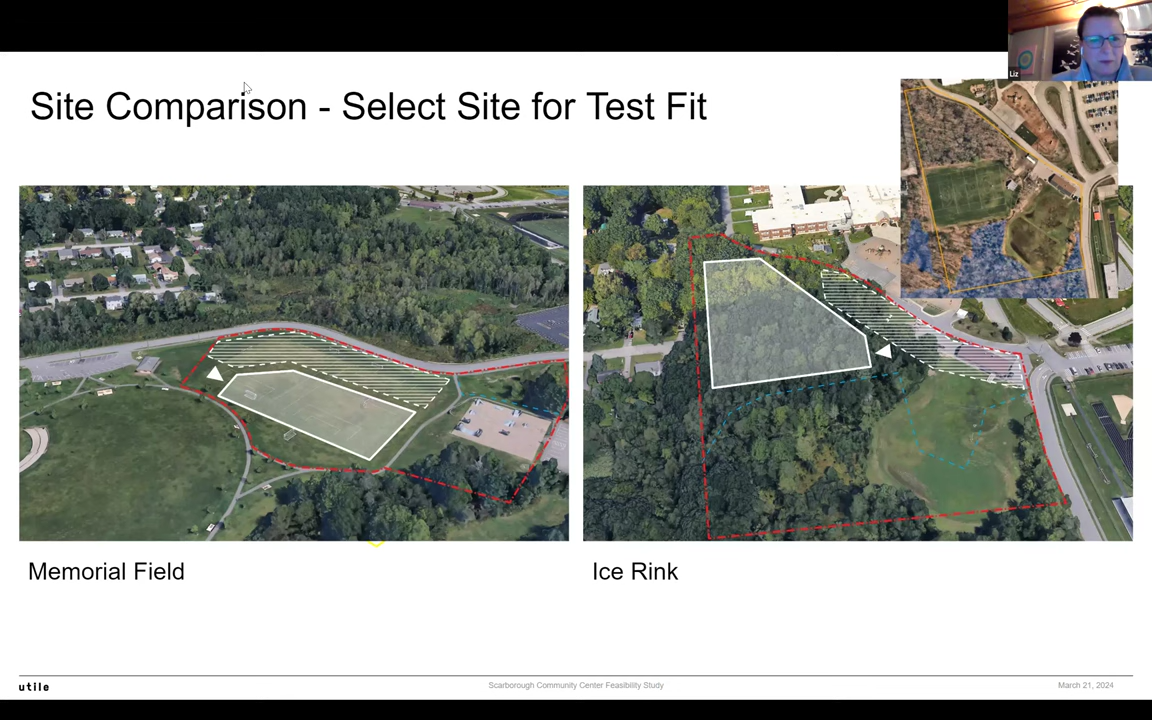 Liz
Site Comparison - Select Site for Test Fit
Memorial Field
Ice Rink
utile
Scarborough Community Center Feasibility Study
March 21, 2024